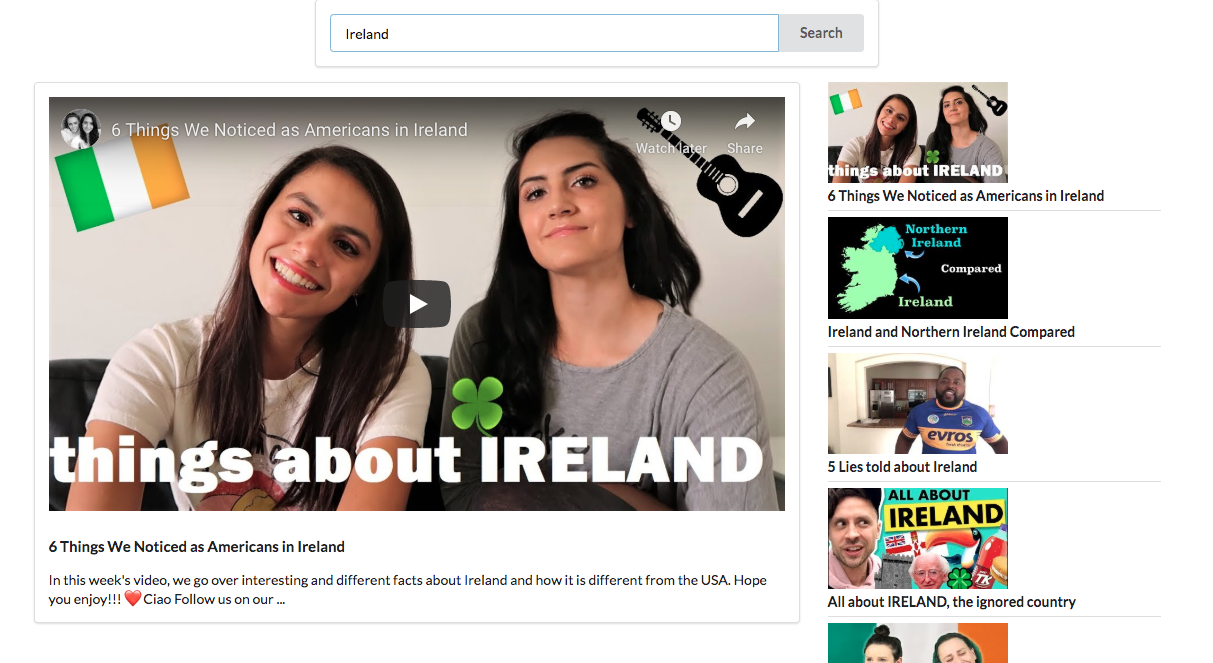 Ireland
Search
6 Things We Noticed as Americans in Ireland
Watch later
Share
things about IRELAND
6 Things We Noticed as Americans in Ireland
In this week's video, we go over interesting and different facts about Ireland and how it is different from the USA. Hope
you enjoy!!! ❤️Ciao Follow us on our ...
things about IRELAND
6 Things We Noticed as Americans in Ireland
Northern
Ireland
Compared
Ireland
Ireland and Northern Ireland Compared
evros
5 Lies told about Ireland
ALL ABOUT
IRELAND
TK
All about IRELAND, the ignored country